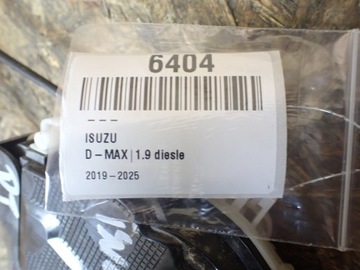 6404
– – –
ISUZU
D – MAX | 1.9 diesle
2019 – 2025